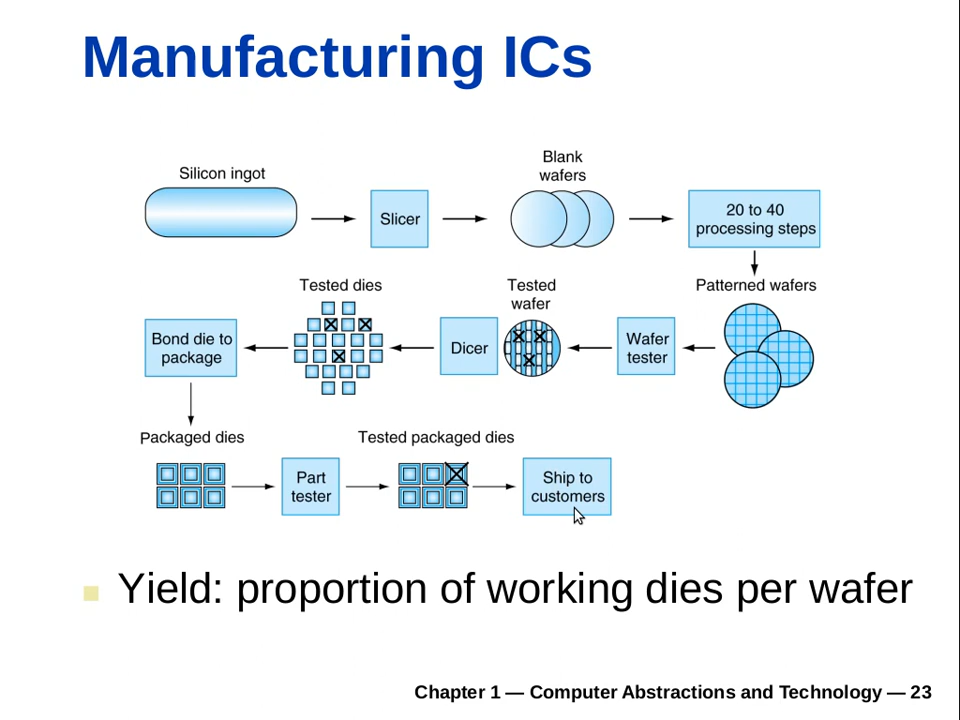 Manufacturing ICs
Silicon ingot
Slicer
Blank
wafers
20 to 40
processing steps
Patterned wafers
Wafer
tester
Tested
wafer
Dicer
Tested dies
Bond die to
package
Packaged dies
Part
tester
Tested packaged dies
Ship to
customers
Yield: proportion of working dies per wafer
Chapter 1 — Computer Abstractions and Technology — 23